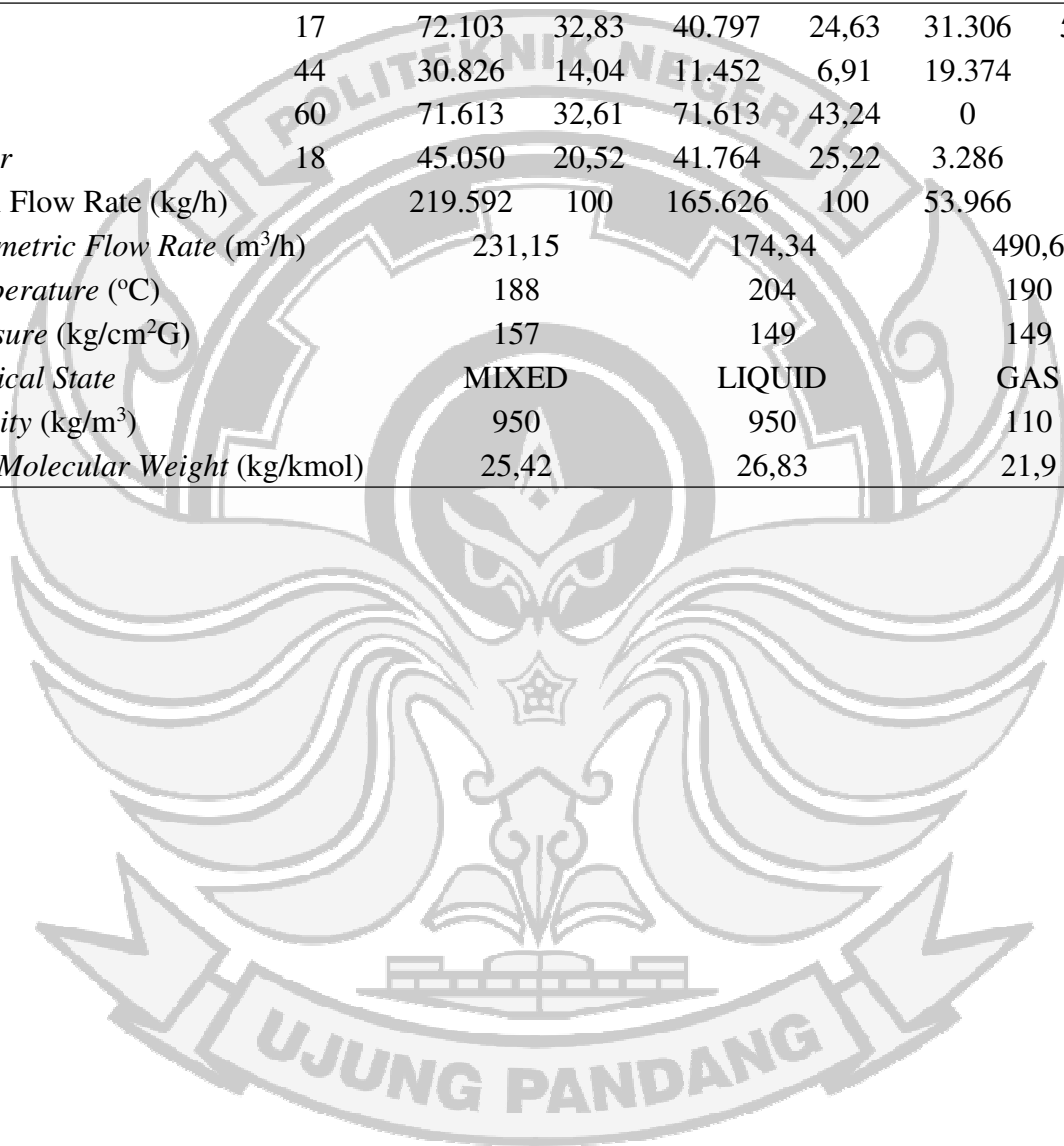 17 72.103 32,83 40.797 24,63 31.306
44 30.826 14,04 11.452 6,91 19.374
60 71.613 32,61 71.613 43,24 0
r 18 45.050 20,52 41.764 25,22 3.286
Flow Rate (kg/h) 219.592 100 165.626 100 53.966
metric Flow Rate (m³/h) 231,15 174,34 490,6
perature (°C) 188 204 190
sure (kg/cm²G) 157 149 149
ical State MIXED LIQUID GAS
ity (kg/m³) 950 950 110
Molecular Weight (kg/kmol) 25,42 26,83 21,9
POLITEKNIK NEGERI
UJUNG PANDANG